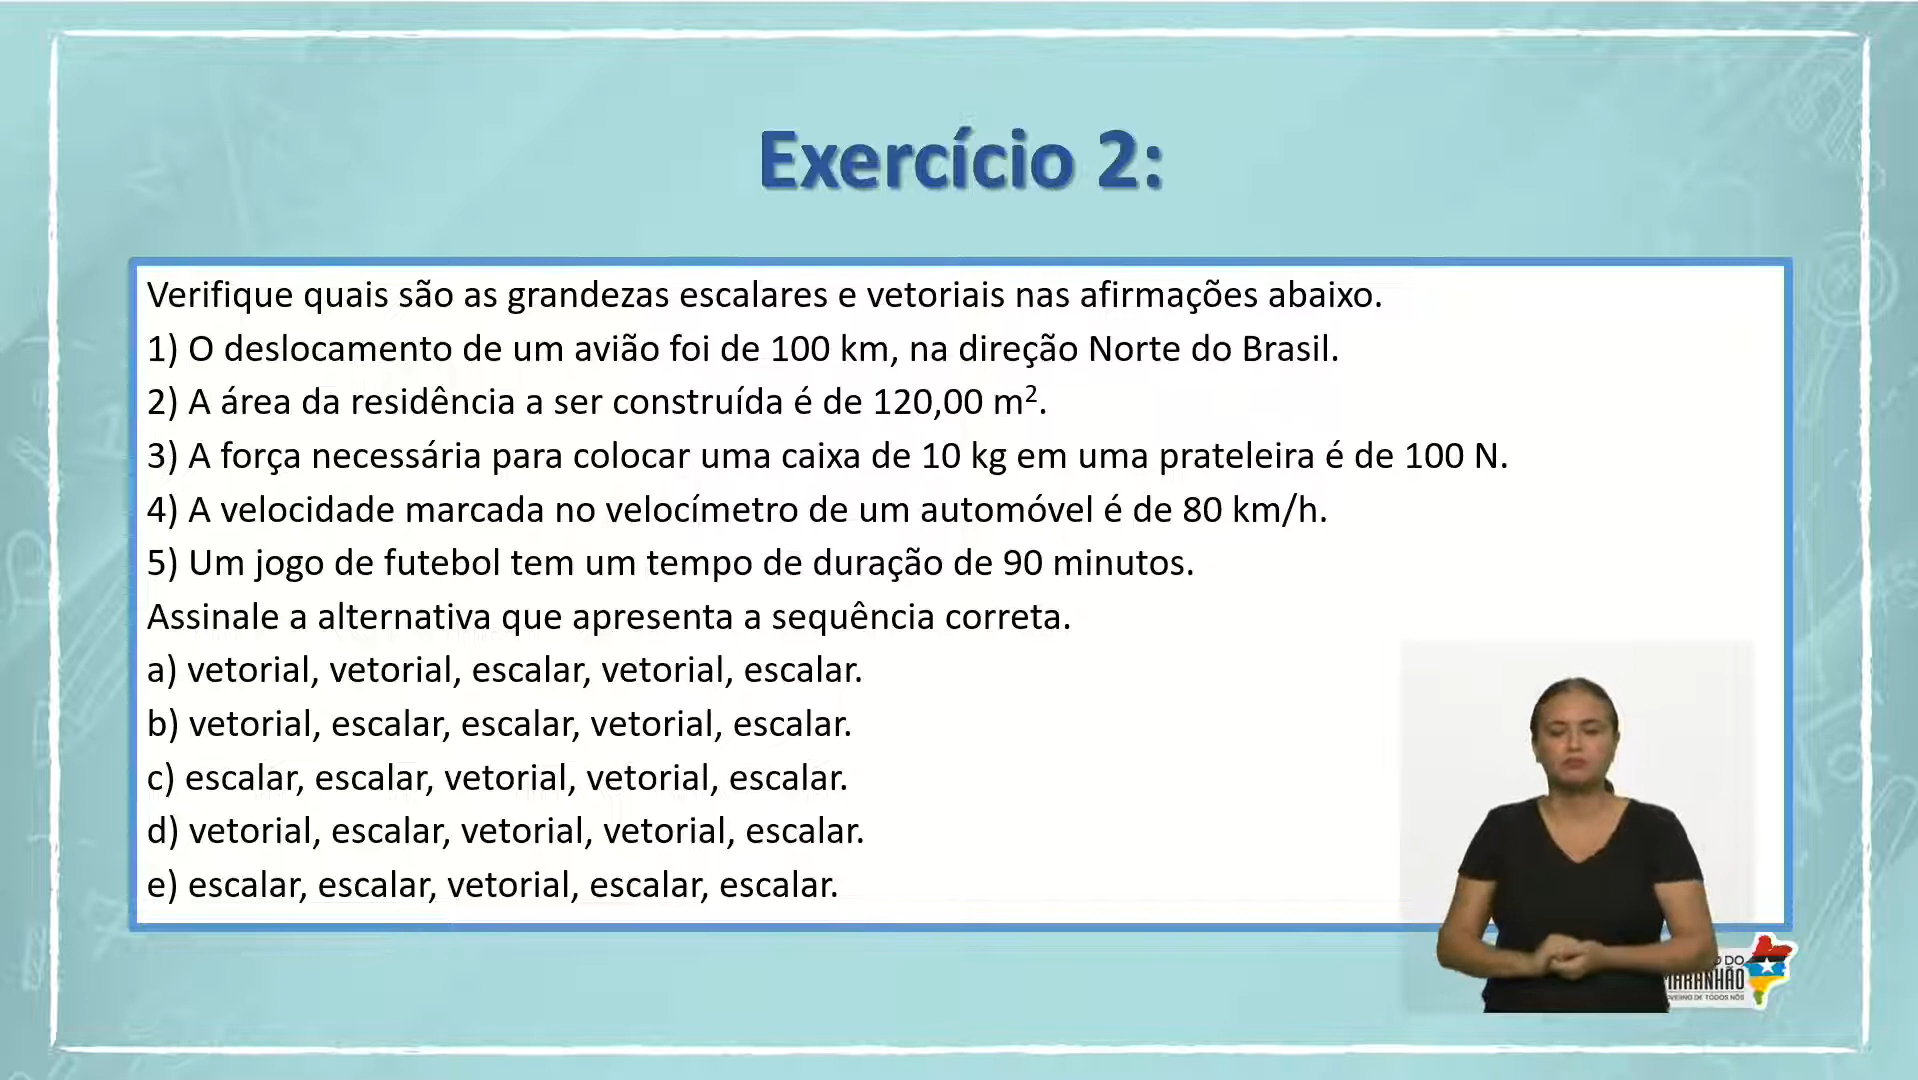 Exercício 2:
Verifique quais são as grandezas escalares e vetoriais nas afirmações abaixo.
1) O deslocamento de um avião foi de 100 km, na direção Norte do Brasil.
2) A área da residência a ser construída é de 120,00 m².
3) A força necessária para colocar uma caixa de 10 kg em uma prateleira é de 100 N.
4) A velocidade marcada no velocímetro de um automóvel é de 80 km/h.
5) Um jogo de futebol tem um tempo de duração de 90 minutos.
Assinale a alternativa que apresenta a sequência correta.
a) vetorial, vetorial, escalar, vetorial, escalar.
b) vetorial, escalar, escalar, vetorial, escalar.
c) escalar, escalar, vetorial, vetorial, escalar.
d) vetorial, escalar, vetorial, vetorial, escalar.
e) escalar, escalar, vetorial, escalar, escalar.
DO
MARANHÃO
DE TODOS NÓS